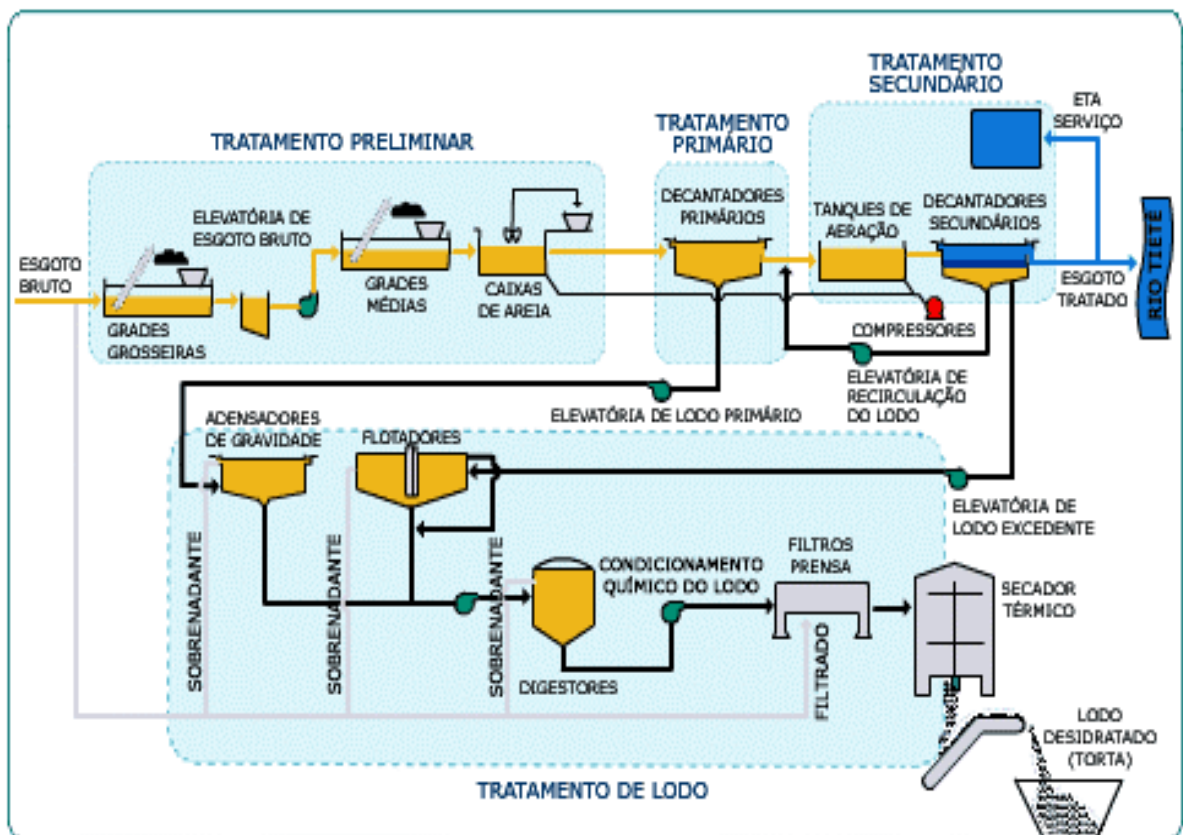 TRATAMENTO
SECUNDÁRIO
ETA
SERVIÇO
TRATAMENTO
PRIMÁRIO
TRATAMENTO PRELIMINAR
DECANTADORES
PRIMÁRIOS
TANQUES DE
AERAÇÃO
DECANTADORES
SECUNDÁRIOS
ELEVATÓRIA DE
ESGOTO BRUTO
ESGOTO
BRUTO
GRADES
GROSSEIRAS
GRADES
MÉDIAS
CAIXAS
DE AREIA
COMPRESSORES
ESGOTO
TRATADO
RIO TIETÊ
ELEVATÓRIA DE
RECIRCULAÇÃO
DO LODO
ELEVATÓRIA DE LODO PRIMÁRIO
ADENSADORES
DE GRAVIDADE
FLOTADORES
ELEVATÓRIA DE
LODO EXCEDENTE
SOBRENADANTE
SOBRENADANTE
SOBRENADANTE
CONDICIONAMENTO
QUÍMICO DO LODO
FILTROS
PRENSA
SECADOR
TÉRMICO
DIGESTORES
FILTRADO
LODO
DESIDRATADO
(TORTA)
TRATAMENTO DE LODO